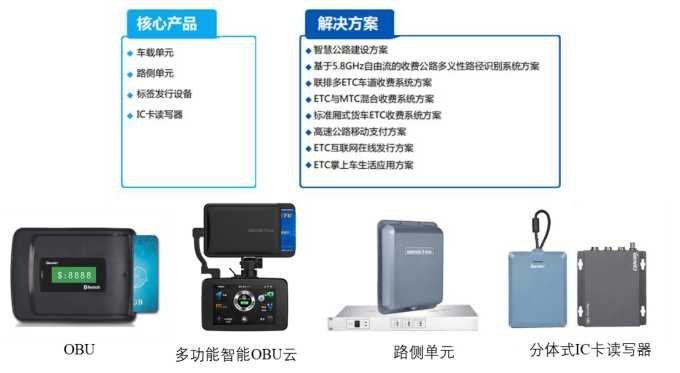 核心产品
车载单元
路侧单元
标签发行设备
IC卡读写器
解决方案
智慧公路建设方案
基于5.8GHz自由流的收费公路多义性路径识别系统方案
联排多ETC车道收费系统方案
ETC与MTC混合收费系统方案
标准厢式货车ETC收费系统方案
高速公路移动支付方案
ETC互联网在线发行方案
ETC掌上车生活应用方案
$:8888
Bluetooth
OBU
多功能智能OBU云
路侧单元
分体式IC卡读写器